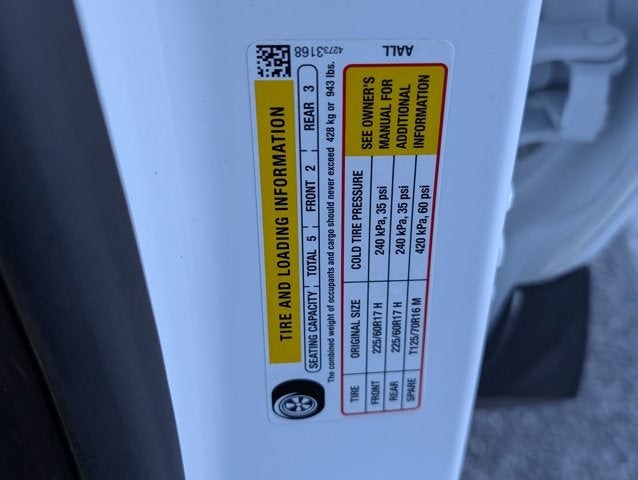 42733168 AALL
TIRE AND LOADING INFORMATION
SEATING CAPACITY TOTAL 5 FRONT 2 REAR 3
The combined weight of occupants and cargo should never exceed 428 kg or 943 lbs.
TIRE ORIGINAL SIZE COLD TIRE PRESSURE SEE OWNER'S
FRONT 225/60R17 H 240 kPa, 35 psi MANUAL FOR
REAR 225/60R17 H 240 kPa, 35 psi ADDITIONAL
SPARE T125/70R16 M 420 kPa, 60 psi INFORMATION